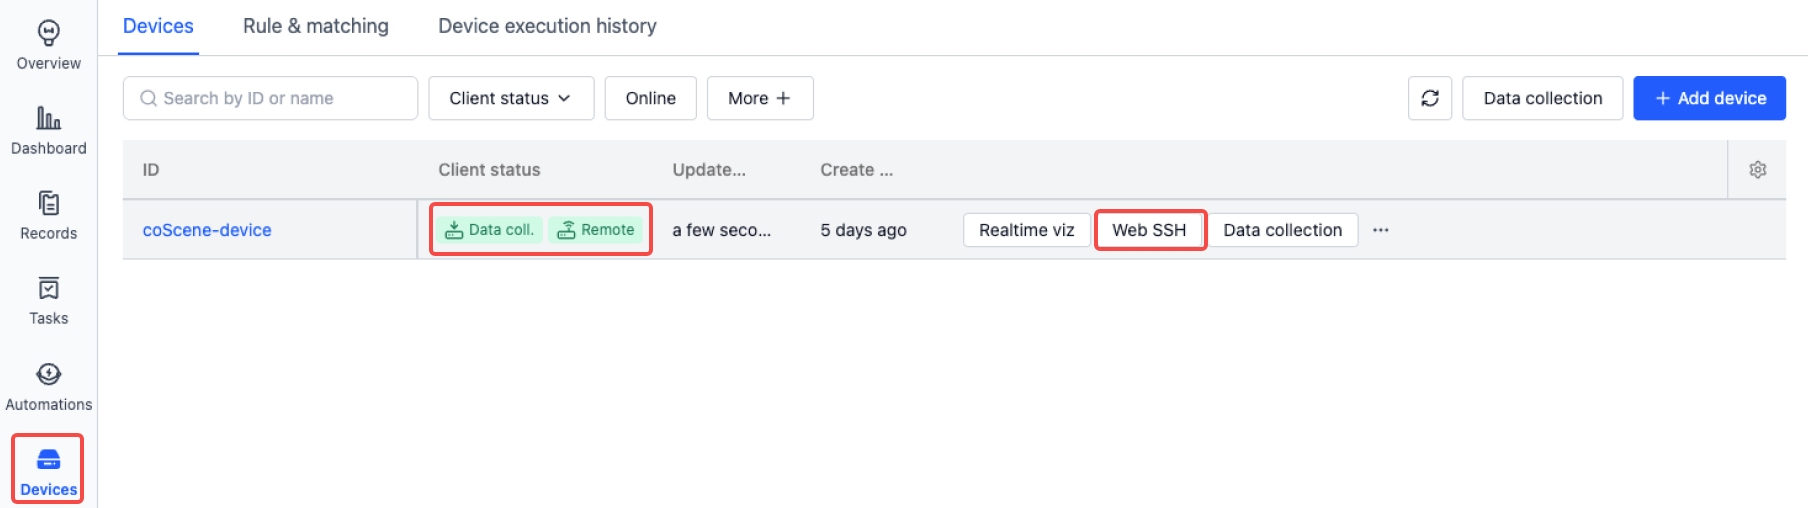 Overview
Dashboard
Records
Tasks
Automations
Devices
Devices Rule & matching Device execution history
Search by ID or name Client status Online More + Data collection + Add device
ID Client status Update... Create ...
coScene-device Data coll. Remote a few seco... 5 days ago Realtime viz Web SSH Data collection ...